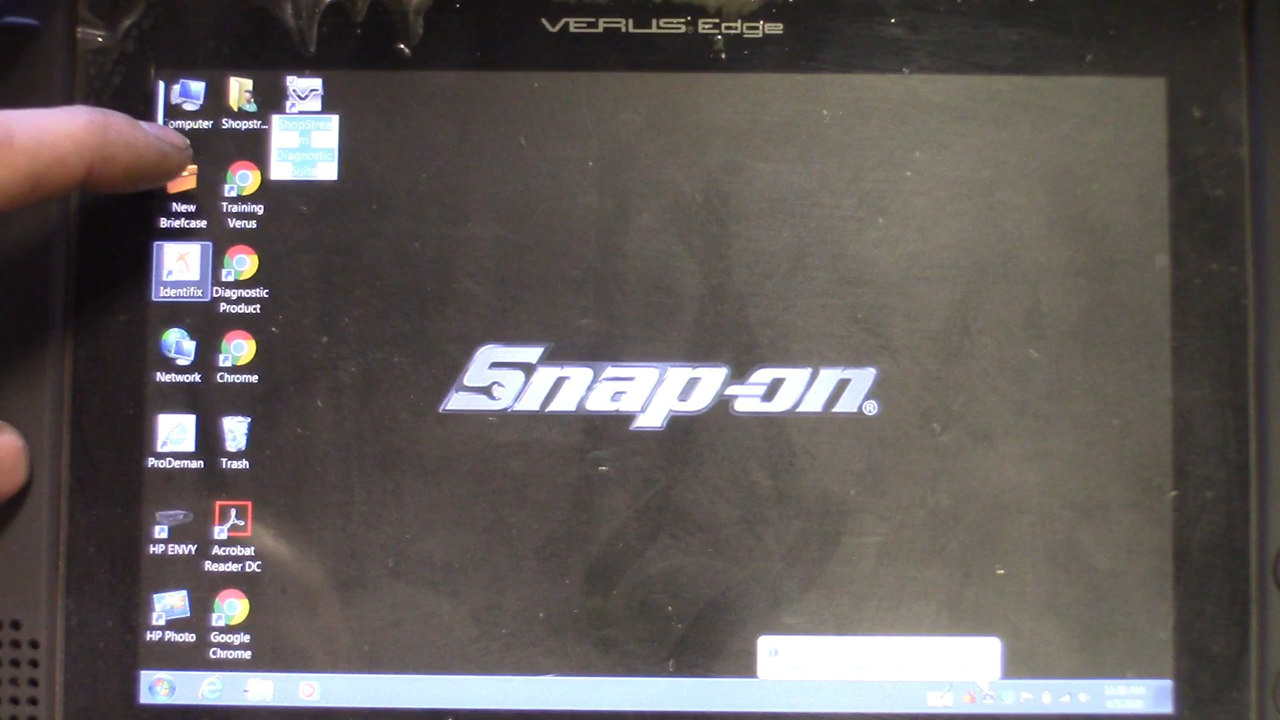 VERUS® Edge
Computer
Shopstr...
ShopStrea
m
Diagnostic
Suite
New
Briefcase
Training
Verus
Identifix
Diagnostic
Product
Network
Chrome
ProDeman
Trash
HP ENVY
Acrobat
Reader DC
HP Photo
Google
Chrome
Snap-on®